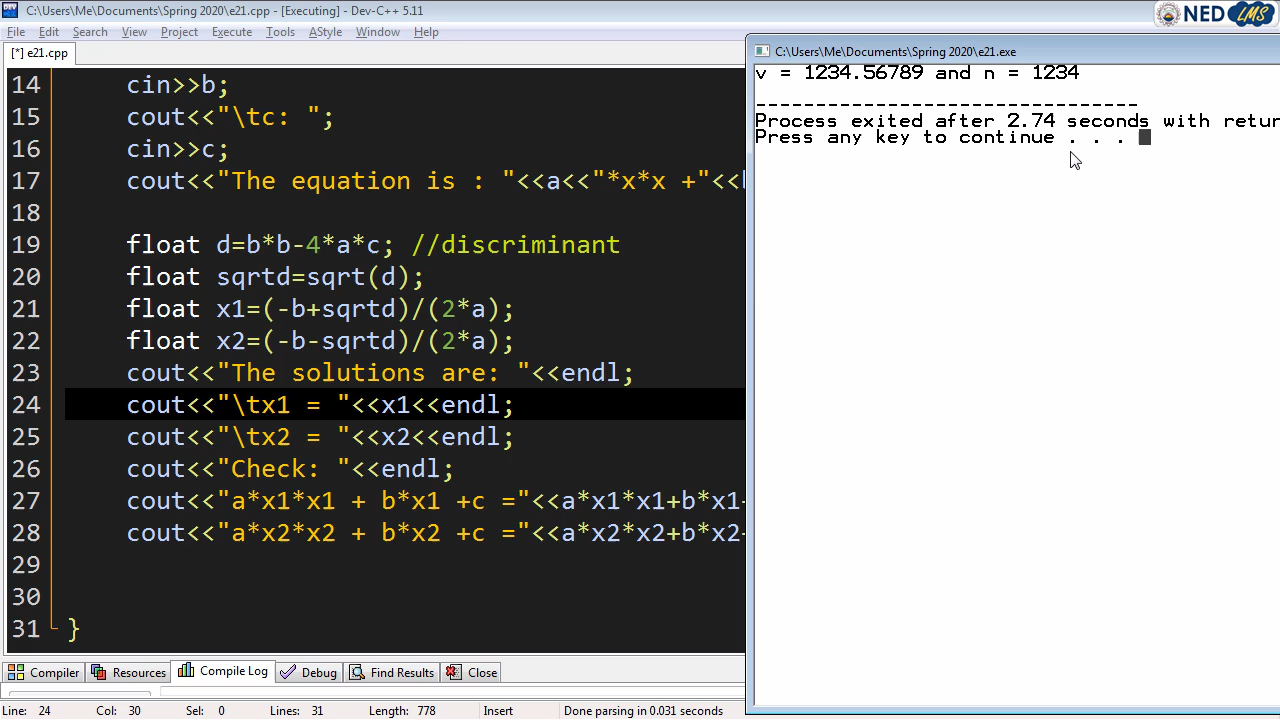 C:\Users\Me\Documents\Spring 2020\e21.cpp - [Executing] - Dev-C++ 5.11
NED LMS
File Edit Search View Project Execute Tools AStyle Window Help
[*] e21.cpp
14 cin>>b;
15 cout<<"\tc: ";
16 cin>>c;
17 cout<<"The equation is : "<<a<<"*x*x +"<<b
18
19 float d=b*b-4*a*c; //discriminant
20 float sqrtd=sqrt(d);
21 float x1=(-b+sqrtd)/(2*a);
22 float x2=(-b-sqrtd)/(2*a);
23 cout<<"The solutions are: "<<endl;
24 cout<<"\tx1 = "<<x1<<endl;
25 cout<<"\tx2 = "<<x2<<endl;
26 cout<<"Check: "<<endl;
27 cout<<"a*x1*x1 + b*x1 +c ="<<a*x1*x1+b*x1+
28 cout<<"a*x2*x2 + b*x2 +c ="<<a*x2*x2+b*x2-
29
30
31 }
C:\Users\Me\Documents\Spring 2020\e21.exe
v = 1234.56789 and n = 1234
--------------------------------
Process exited after 2.74 seconds with retur
Press any key to continue . . .
Compiler Resources Compile Log Debug Find Results Close
Line: 24 Col: 30 Sel: 0 Lines: 31 Length: 778 Insert Done parsing in 0.031 seconds